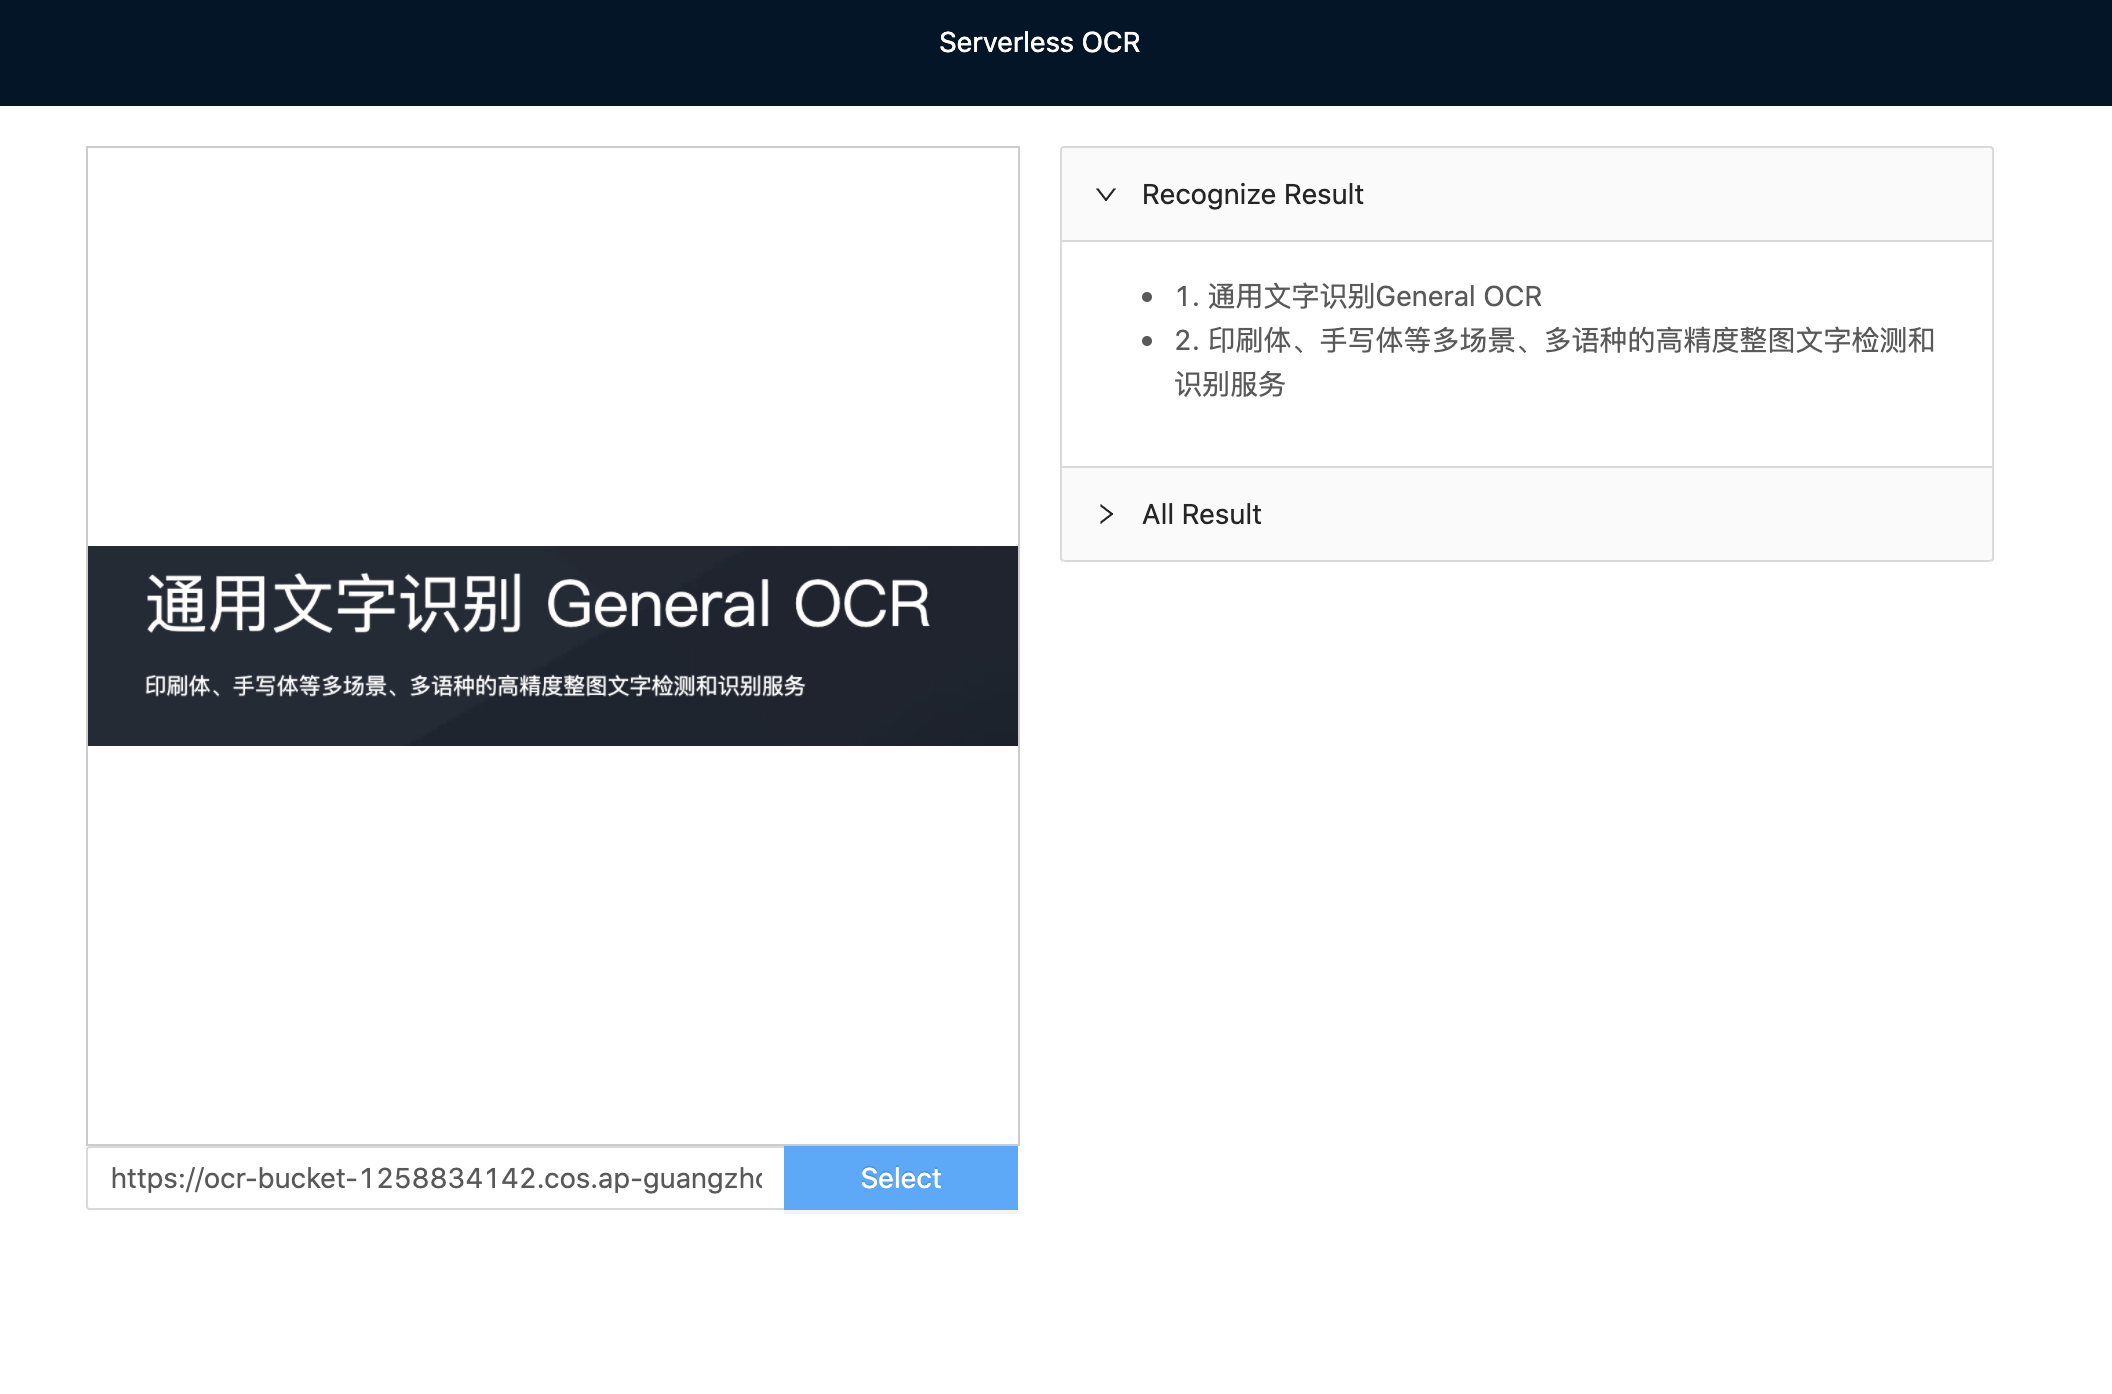 Serverless OCR
通用文字识别 General OCR
印刷体、手写体等多场景、多语种的高精度整图文字检测和识别服务
https://ocr-bucket-1258834142.cos.ap-guangzho
Select
Recognize Result
1. 通用文字识别General OCR
2. 印刷体、手写体等多场景、多语种的高精度整图文字检测和
识别服务
All Result